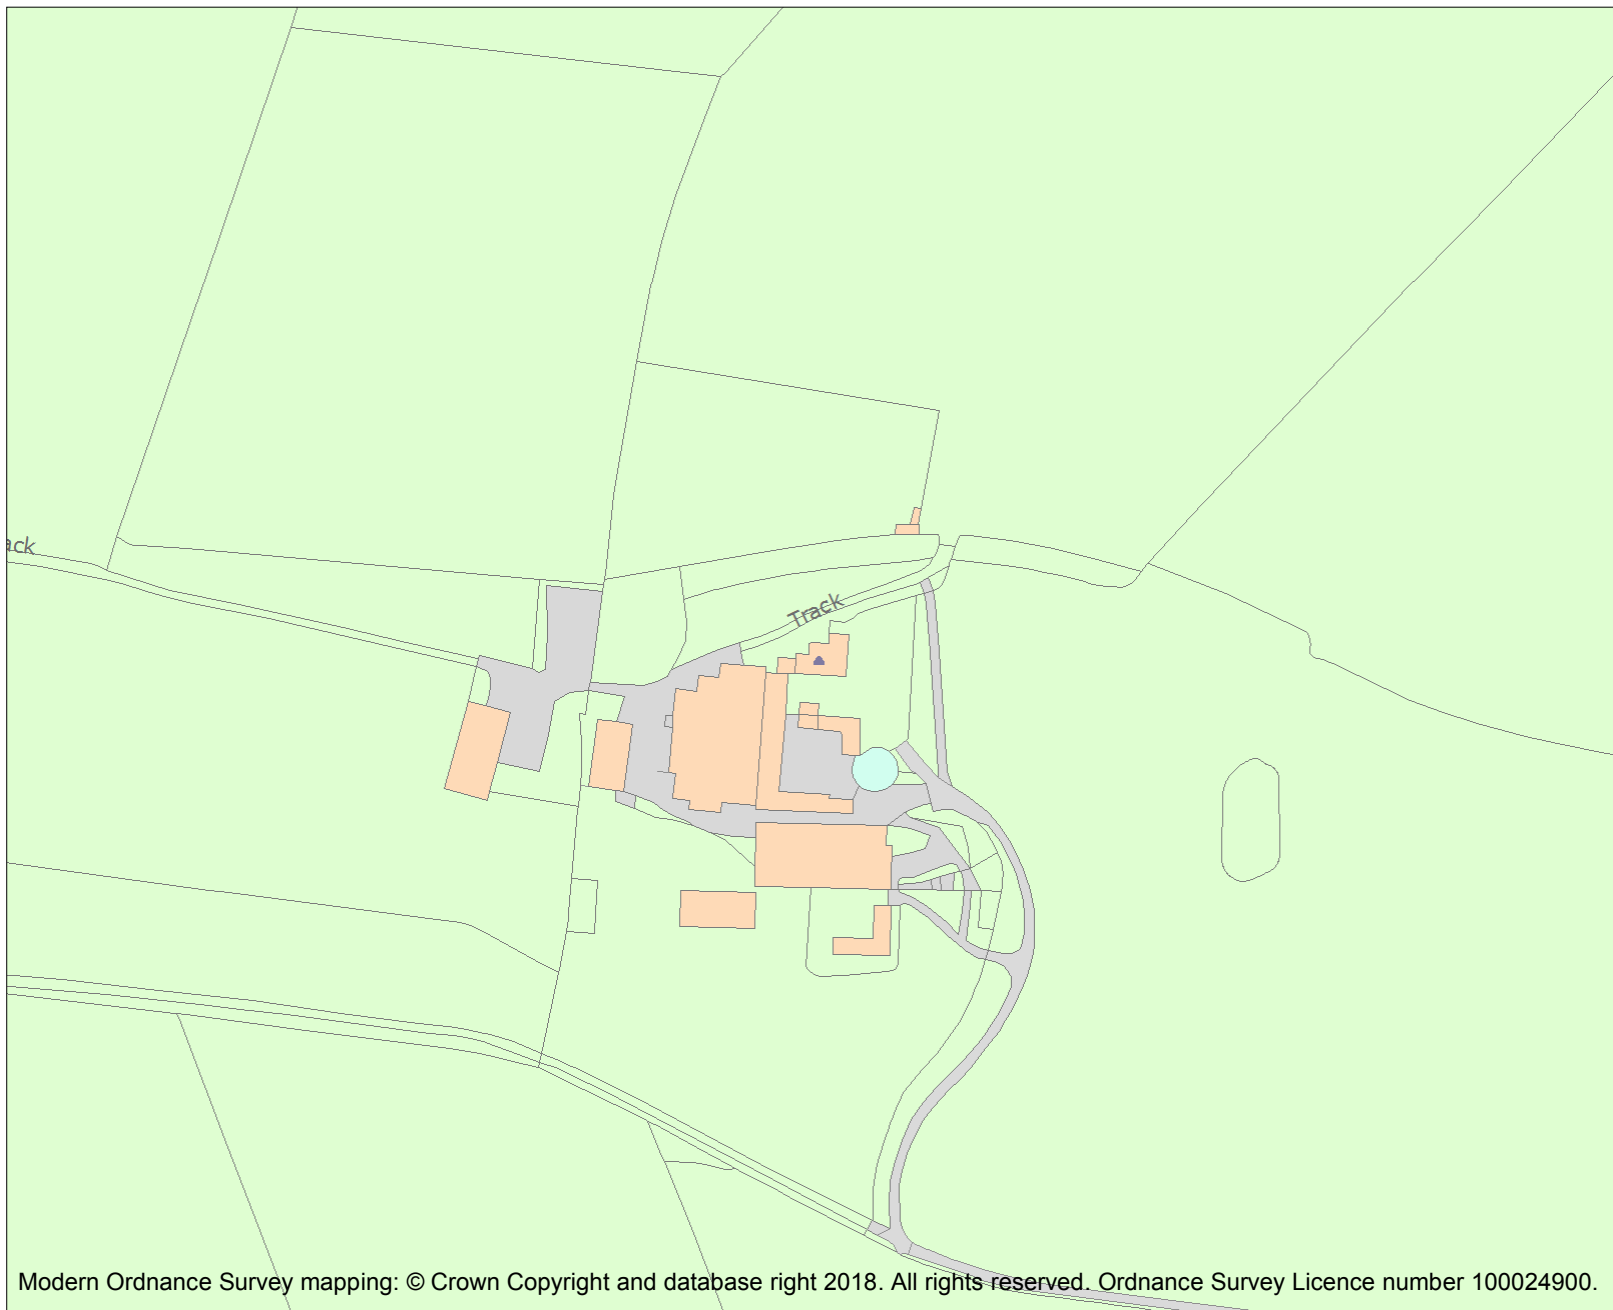 ack
Track
Modern Ordnance Survey mapping: © Crown Copyright and database right 2018. All rights reserved. Ordnance Survey Licence number 100024900.